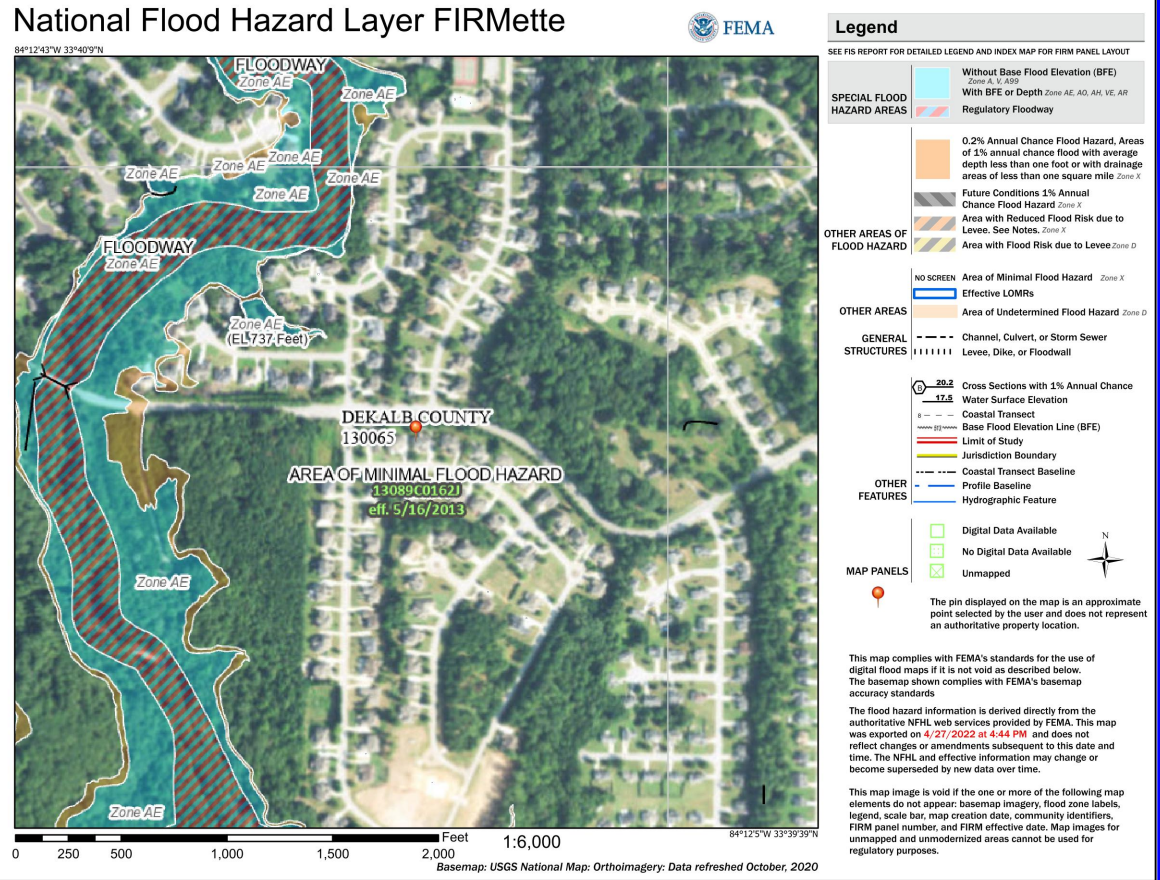 National Flood Hazard Layer FIRMette
FEMA
84°12'43"W 33°40'9"N
FLOODWAY
Zone AE
Zone AE
Zone AE
Zone AE
Zone AE
Zone AE
Zone AE
FLOODWAY
Zone AE
Zone AE
(EL 737 Feet)
DEKALB COUNTY
130065
AREA OF MINIMAL FLOOD HAZARD
13089C0162J
eff. 5/16/2013
Zone AE
Zone AE
84°12'5"W 33°39'39"N
Feet
1:6,000
0 250 500 1,000 1,500 2,000
Basemap: USGS National Map: Orthoimagery: Data refreshed October, 2020
Legend
SEE FIS REPORT FOR DETAILED LEGEND AND INDEX MAP FOR FIRM PANEL LAYOUT
SPECIAL FLOOD
HAZARD AREAS
Without Base Flood Elevation (BFE)
Zone A, V, A99
With BFE or Depth Zone AE, AO, AH, VE, AR
Regulatory Floodway
OTHER AREAS OF
FLOOD HAZARD
0.2% Annual Chance Flood Hazard, Areas
of 1% annual chance flood with average
depth less than one foot or with drainage
areas of less than one square mile Zone X
Future Conditions 1% Annual
Chance Flood Hazard Zone X
Area with Reduced Flood Risk due to
Levee. See Notes. Zone X
Area with Flood Risk due to Levee Zone D
OTHER AREAS
NO SCREEN Area of Minimal Flood Hazard Zone X
Effective LOMRs
Area of Undetermined Flood Hazard Zone D
GENERAL
STRUCTURES
Channel, Culvert, or Storm Sewer
Levee, Dike, or Floodwall
OTHER
FEATURES
B 20.2 Cross Sections with 1% Annual Chance
17.5 Water Surface Elevation
8 Coastal Transect
513 Base Flood Elevation Line (BFE)
Limit of Study
Jurisdiction Boundary
Coastal Transect Baseline
Profile Baseline
Hydrographic Feature
MAP PANELS
Digital Data Available
No Digital Data Available
Unmapped
N
The pin displayed on the map is an approximate
point selected by the user and does not represent
an authoritative property location.
This map complies with FEMA's standards for the use of
digital flood maps if it is not void as described below.
The basemap shown complies with FEMA's basemap
accuracy standards
The flood hazard information is derived directly from the
authoritative NFHL web services provided by FEMA. This map
was exported on 4/27/2022 at 4:44 PM and does not
reflect changes or amendments subsequent to this date and
time. The NFHL and effective information may change or
become superseded by new data over time.
This map image is void if the one or more of the following map
elements do not appear: basemap imagery, flood zone labels,
legend, scale bar, map creation date, community identifiers,
FIRM panel number, and FIRM effective date. Map images for
unmapped and unmodernized areas cannot be used for
regulatory purposes.